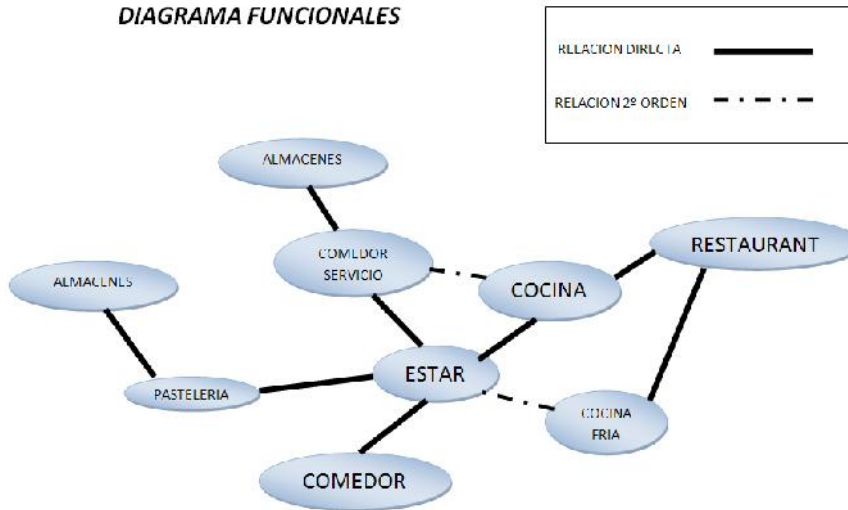 DIAGRAMA FUNCIONALES
RELACION DIRECTA
RELACION 2º ORDEN
ALMACENES
COMEDOR
SERVICIO
RESTAURANT
ALMACENES
COCINA
ESTAR
PASTELERIA
COCINA
FRIA
COMEDOR